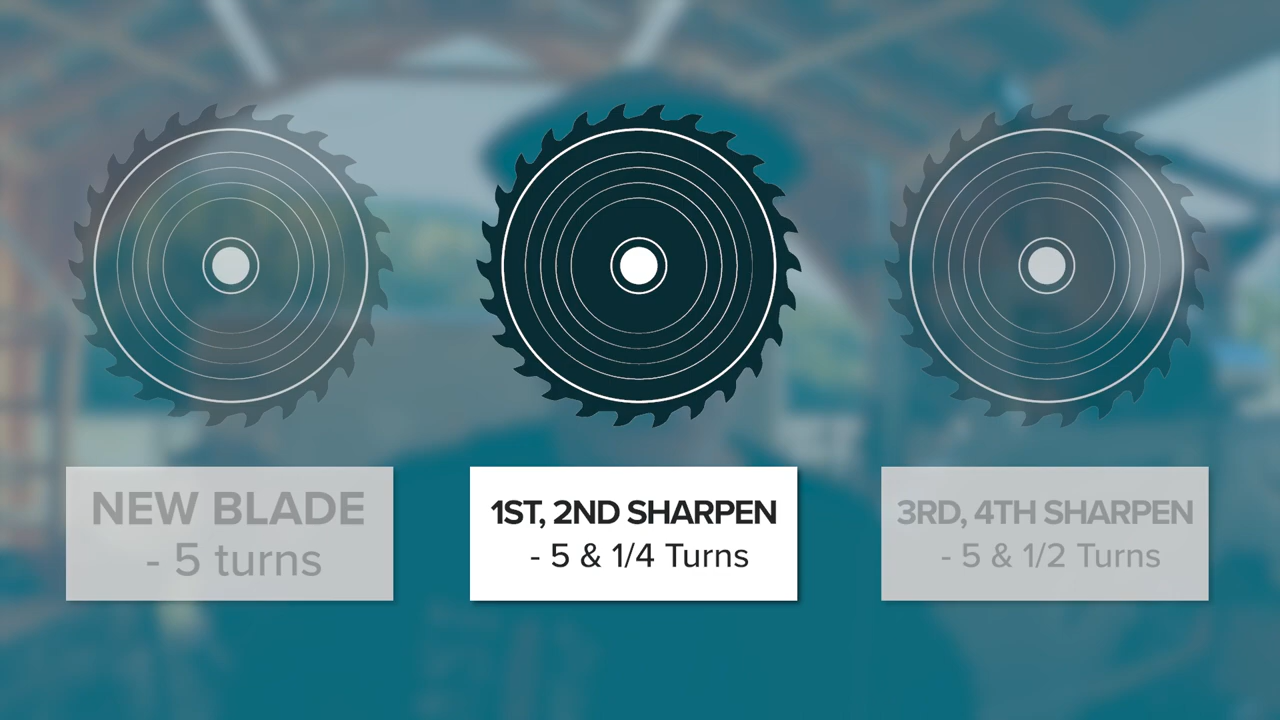 NEW BLADE
- 5 turns
1ST, 2ND SHARPEN
- 5 & 1/4 Turns
3RD, 4TH SHARPEN
- 5 & 1/2 Turns